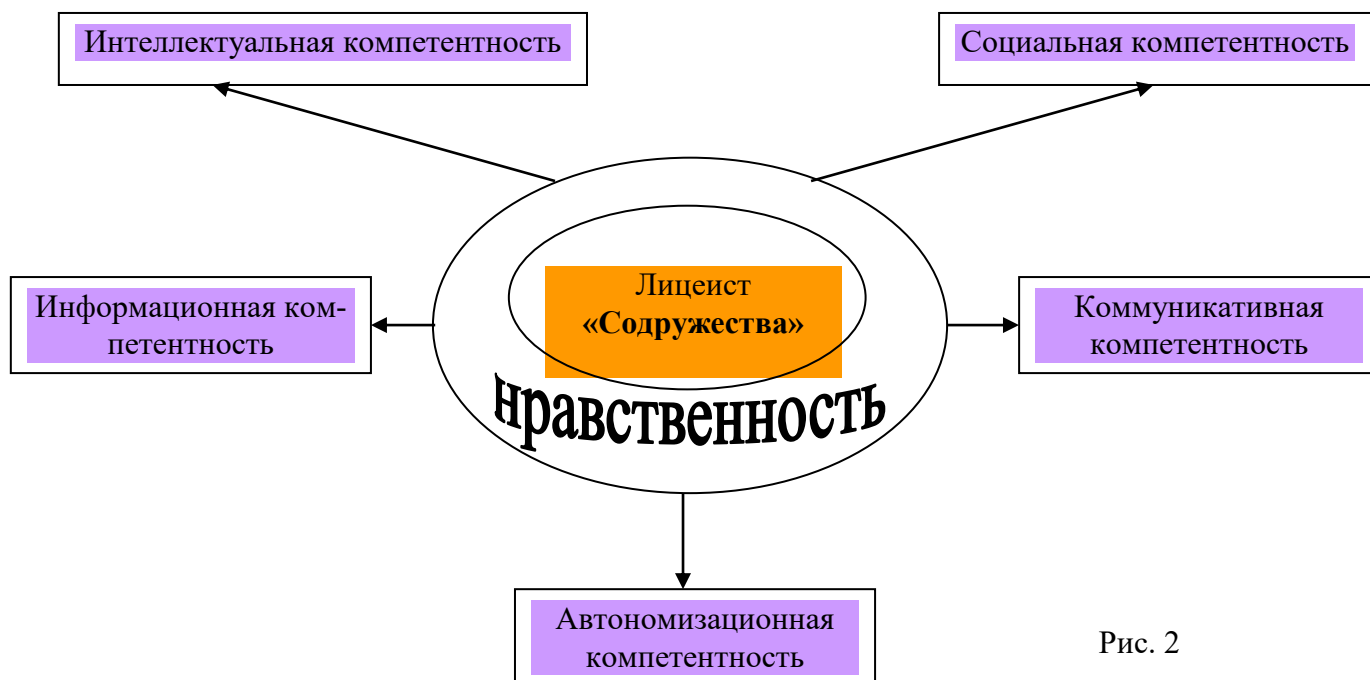 Интеллектуальная компетентность
Социальная компетентность
Информационная ком-
петентность
Лицеист
«Содружества»
Коммуникативная
компетентность
нравственность
Автономизационная
компетентность
Рис. 2